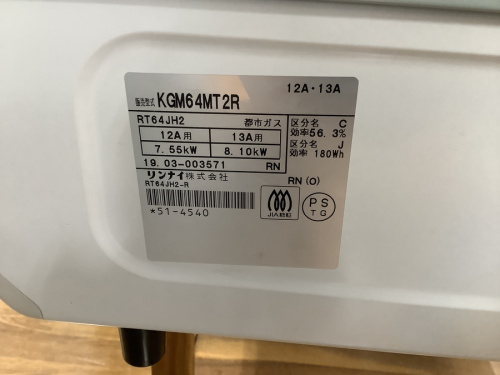 12A・13A
販売型式 KGM64MT2R
RT64JH2 都市ガス
12A用 13A用
7.55kW 8.10kW
19.03-003571 RN
区分名 C
効率56.3%
区分名 J
効率 180Wh
リンナイ株式会社
RT64JH2-R
RN (O)
*51-4540
JIA認証
PS
TG